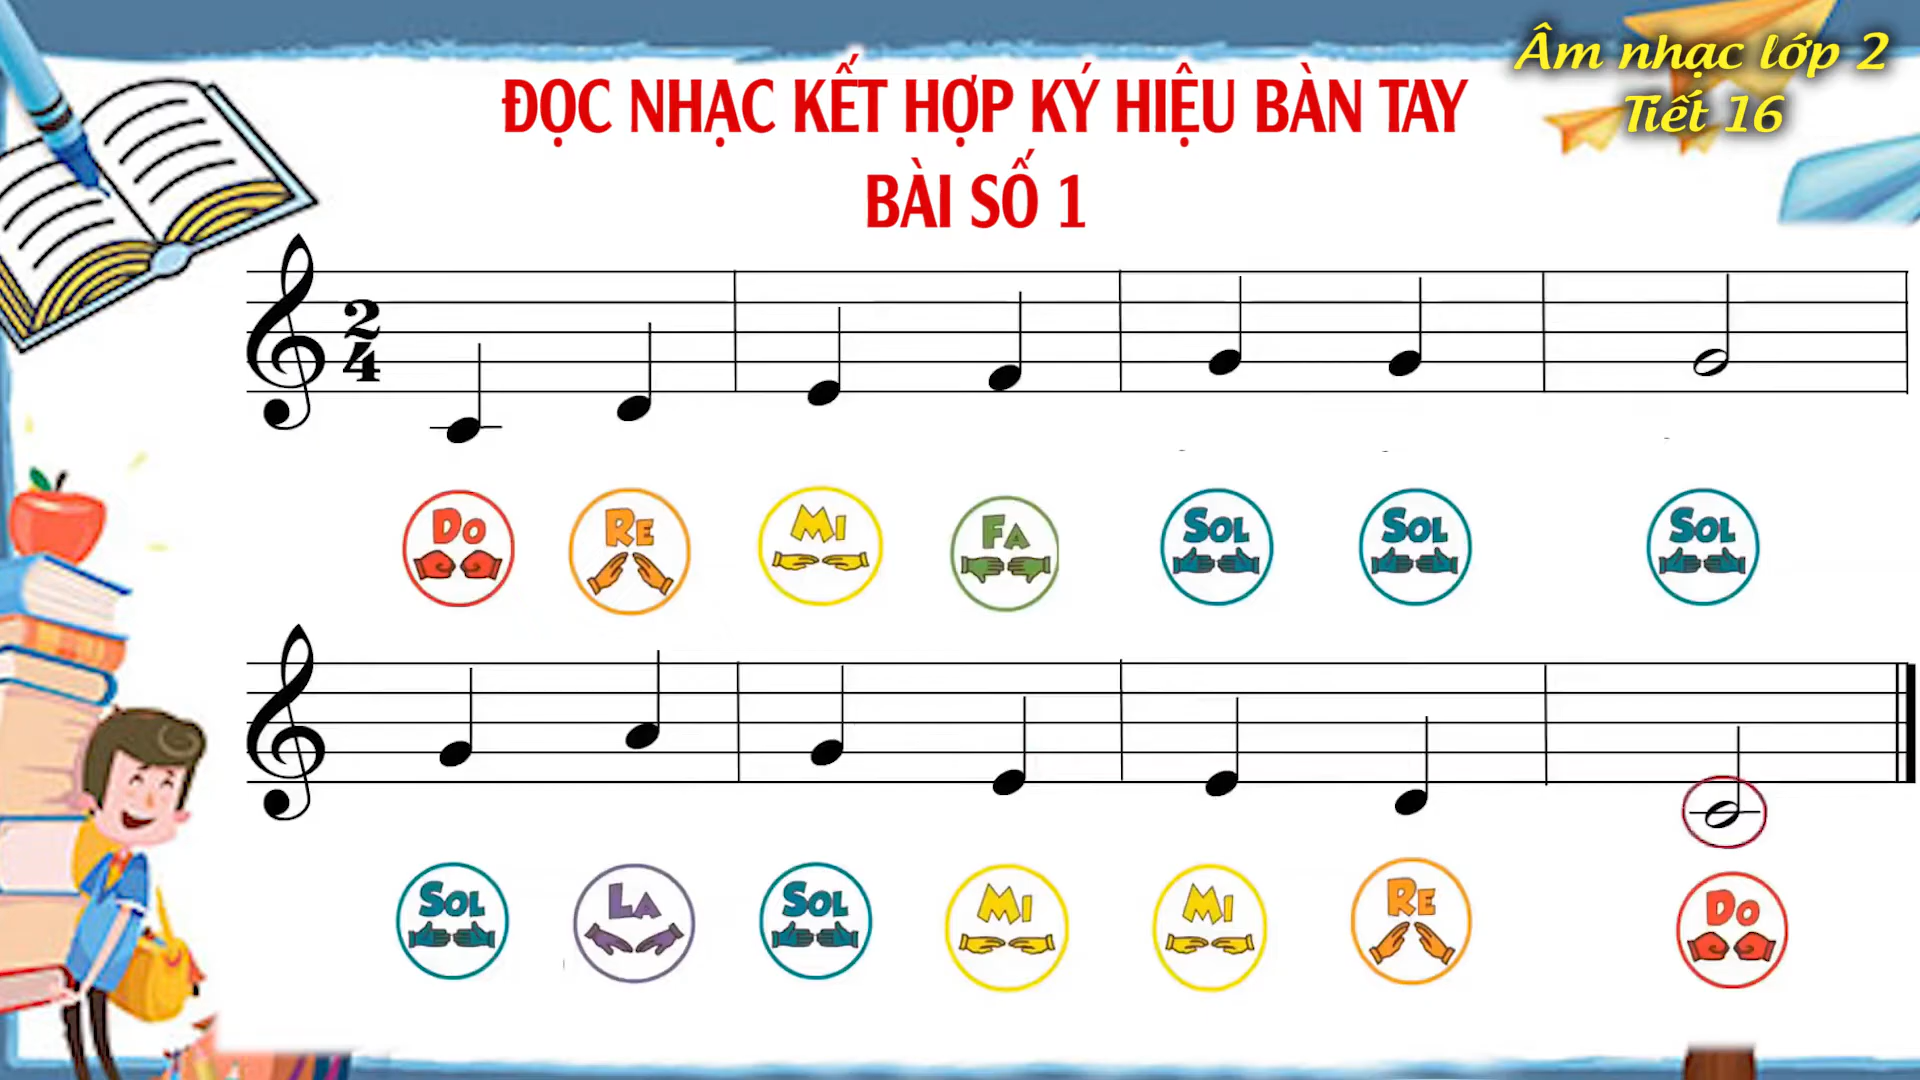 Âm nhạc lớp 2
Tiết 16
ĐỌC NHẠC KẾT HỢP KÝ HIỆU BÀN TAY
BÀI SỐ 1
2
4
DO RE MI FA SOL SOL SOL
SOL LA SOL MI MI RE DO